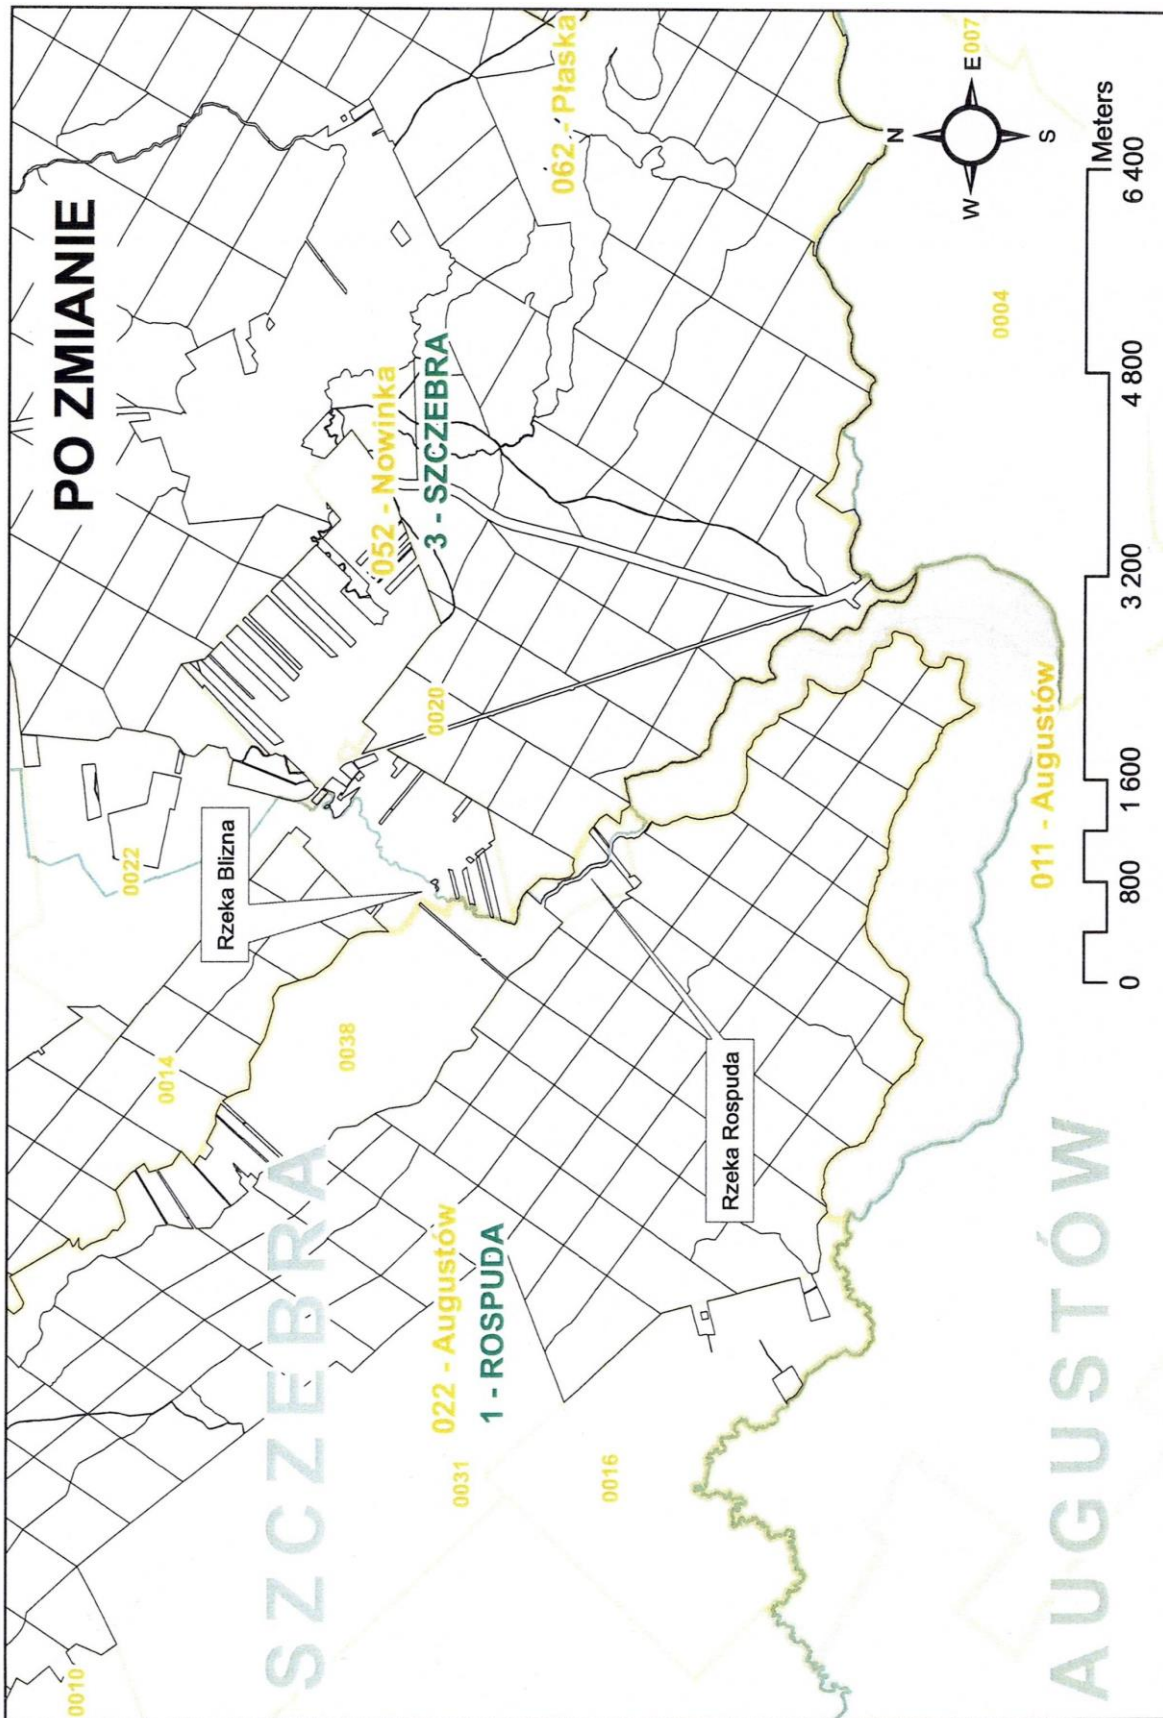 PO ZMIANIE
0010
0014
0022
Rzeka Blizna
SZCZEBRA
0038
052 - Nowinka
3 - SZCZEBRA
022 - Augustów
1 - ROSPUDA
0020
0031
062 - Płaska
0016
Rzeka Rospuda
N
W
E
S
007
0004
011 - Augustów
AUGUSTÓW
0 800 1 600 3 200 4 800 6 400
Meters